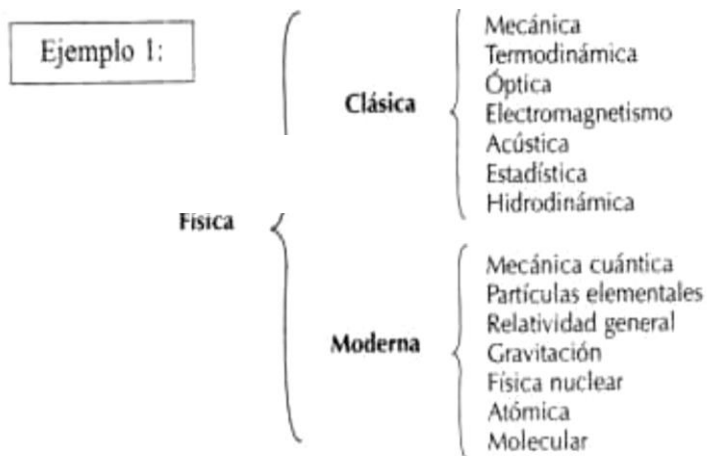 Ejemplo 1:
Física
Clásica
Mecánica
Termodinámica
Óptica
Electromagnetismo
Acústica
Estadística
Hidrodinámica
Moderna
Mecánica cuántica
Partículas elementales
Relatividad general
Gravitación
Física nuclear
Atómica
Molecular